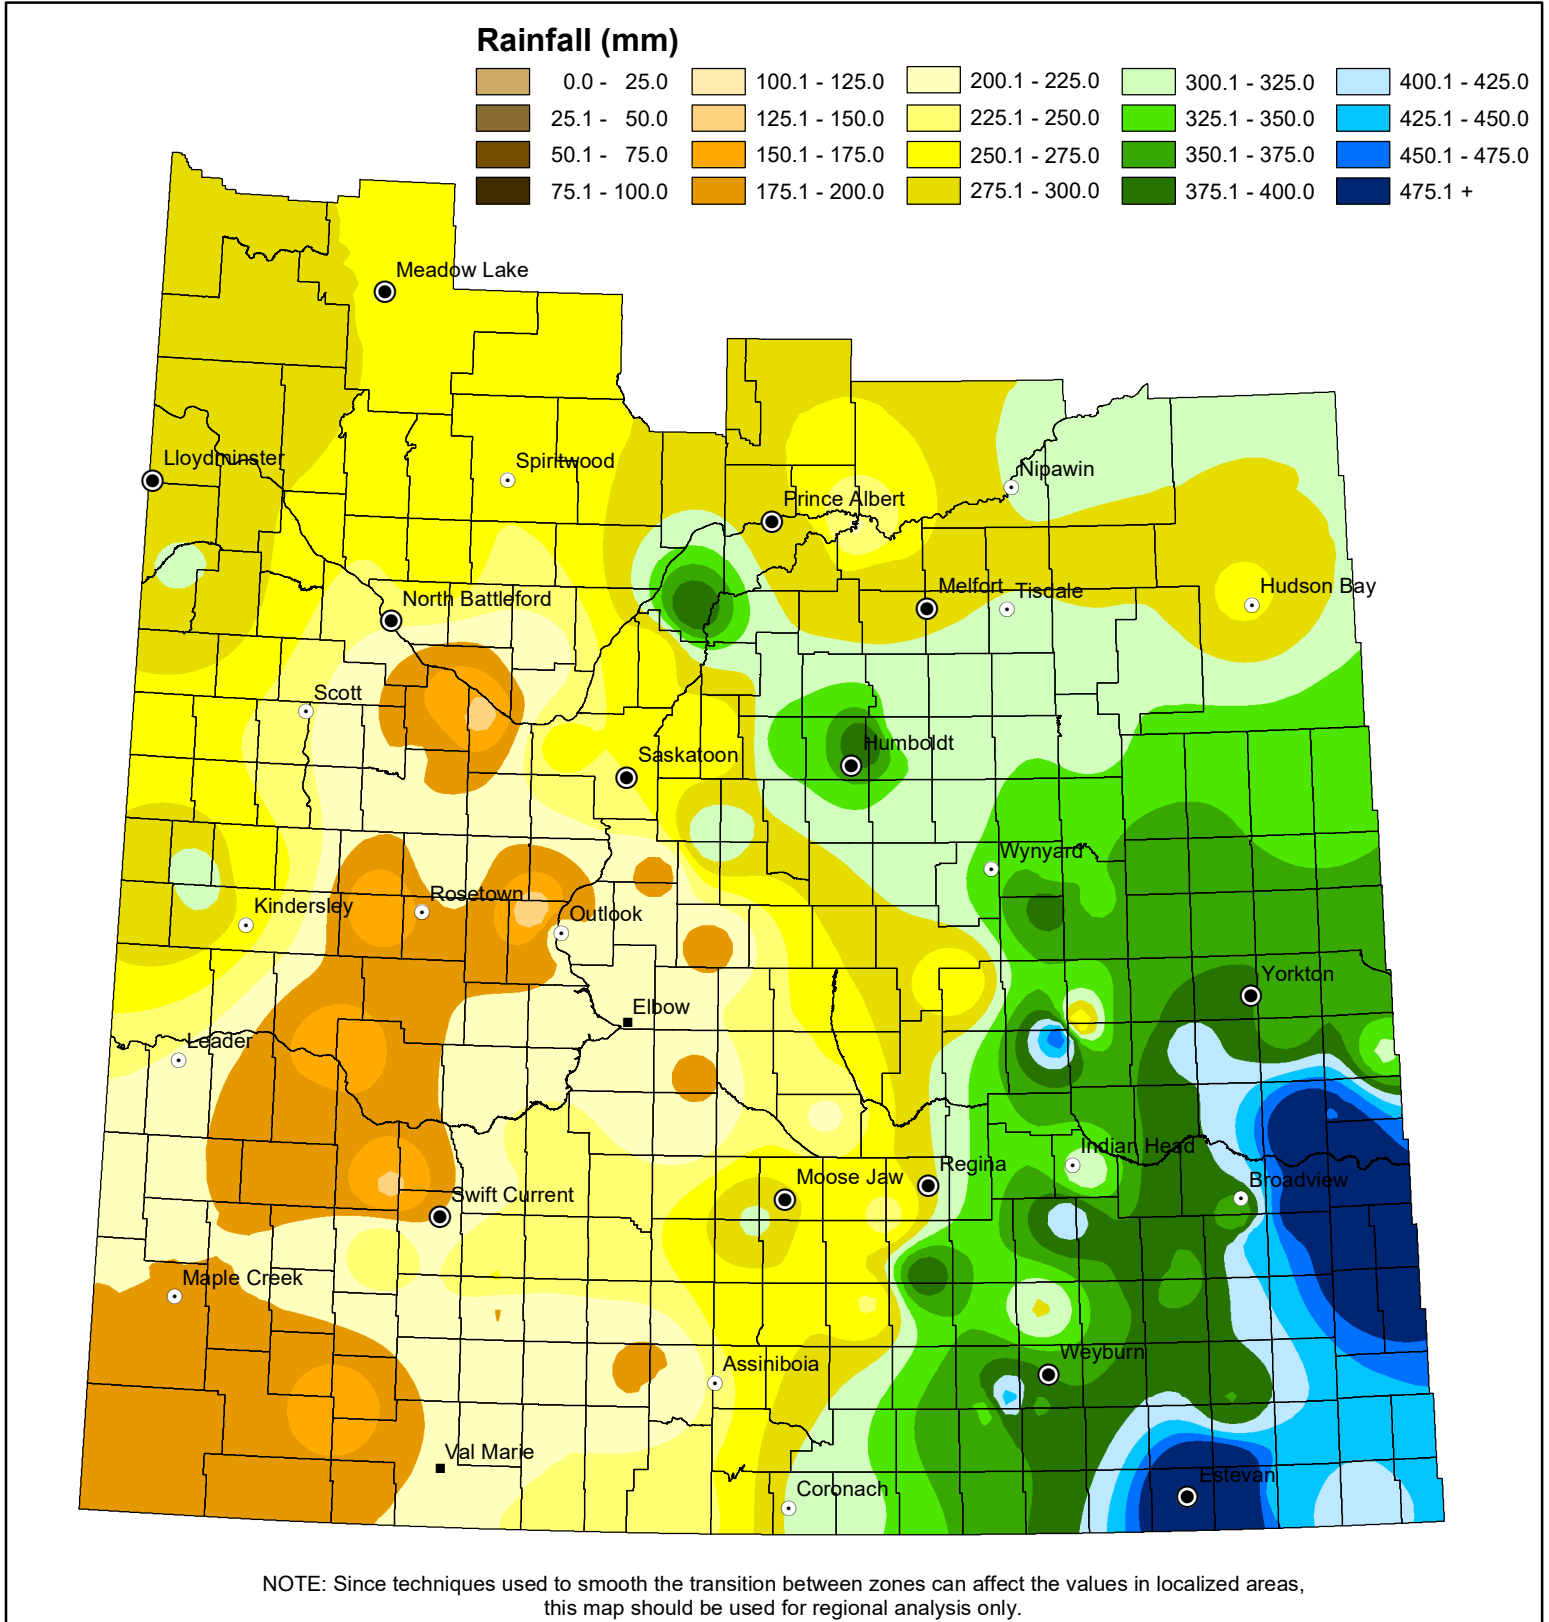 Rainfall (mm)
0.0 - 25.0
25.1 - 50.0
50.1 - 75.0
75.1 - 100.0
100.1 - 125.0
125.1 - 150.0
150.1 - 175.0
175.1 - 200.0
200.1 - 225.0
225.1 - 250.0
250.1 - 275.0
275.1 - 300.0
300.1 - 325.0
325.1 - 350.0
350.1 - 375.0
375.1 - 400.0
400.1 - 425.0
425.1 - 450.0
450.1 - 475.0
475.1 +
Meadow Lake
Lloydminster
Spiritwood
Nipawin
Prince Albert
North Battleford
Melfort
Tisdale
Hudson Bay
Scott
Saskatoon
Humboldt
Wynyard
Kindersley
Rosetown
Outlook
Yorkton
Elbow
Leader
Indian Head
Regina
Moose Jaw
Swift Current
Broadview
Maple Creek
Assiniboia
Weyburn
Val Marie
Coronach
Estevan
NOTE: Since techniques used to smooth the transition between zones can affect the values in localized areas,
this map should be used for regional analysis only.